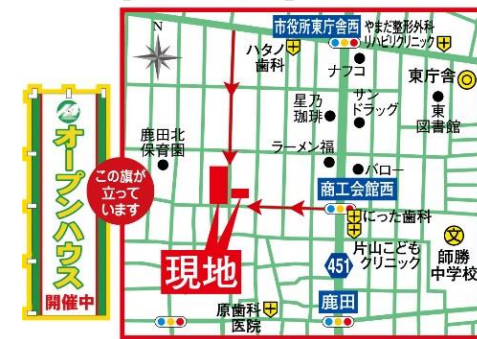 オープンハウス
開催中
この旗が
立って
います
N
市役所東庁舎西
やまだ整形外科
リハビリクリニック
ハタノ
歯科
ナフコ
東庁舎
東
図書館
星乃
珈琲
サン
ドラッグ
鹿田北
保育園
ラーメン福
バロー
商工会館西
にった歯科
片山こども
クリニック
文
師勝
中学校
451
現地
原歯科
医院
鹿田